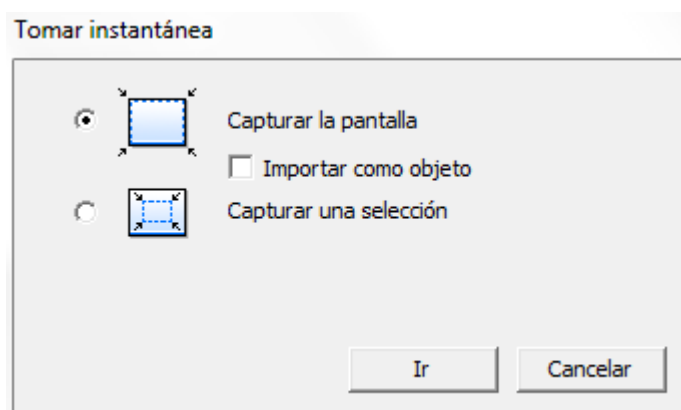 Tomar instantánea
Capturar la pantalla
Importar como objeto
Capturar una selección
Ir Cancelar